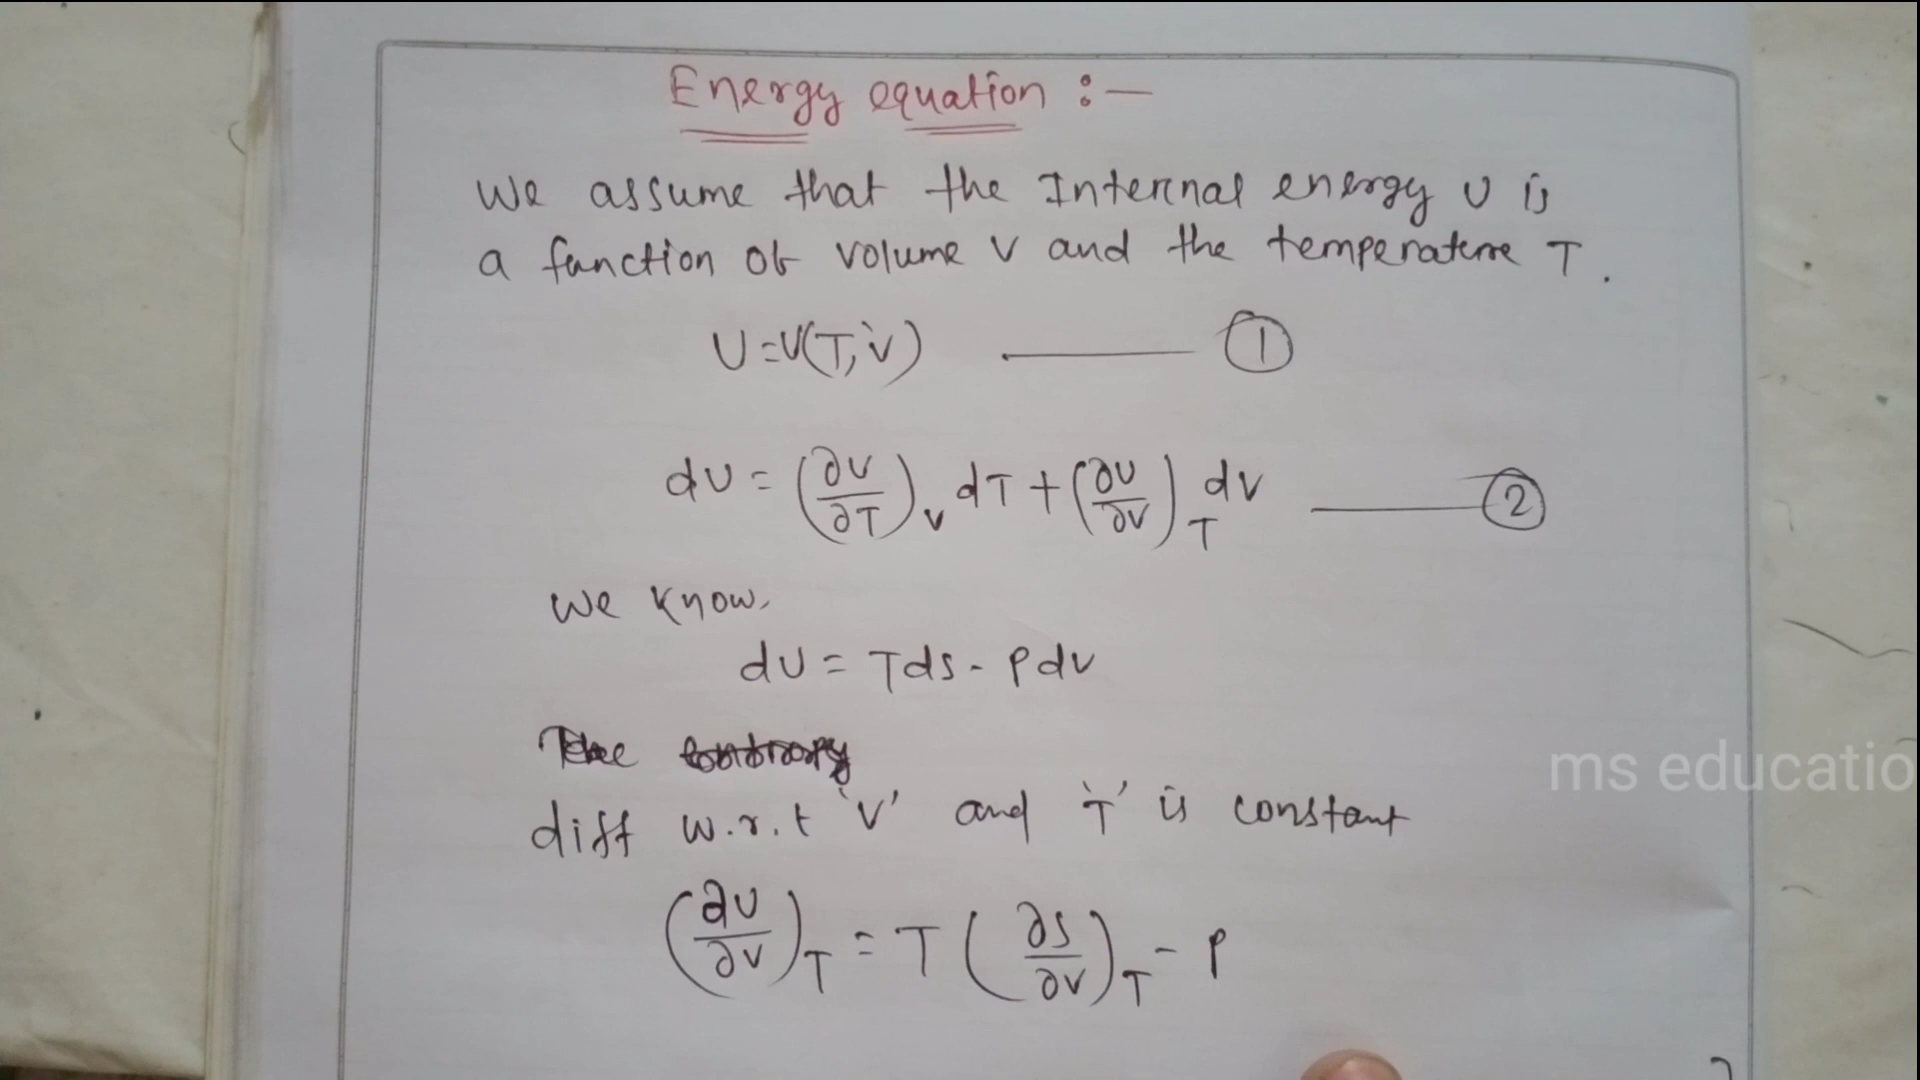 Energy equation :-
We assume that the Internal energy U is
a function of volume V and the temperature T.
U=U(T,V) ——— ①
dU = (∂U/∂T)_V dT + (∂U/∂V)_T dV ——— ②
We know,
dU = Tds - Pdv
The
diff w.r.t 'V' and 'T' is constant
(∂U/∂V)_T = T (∂S/∂V)_T - P
ms educatio